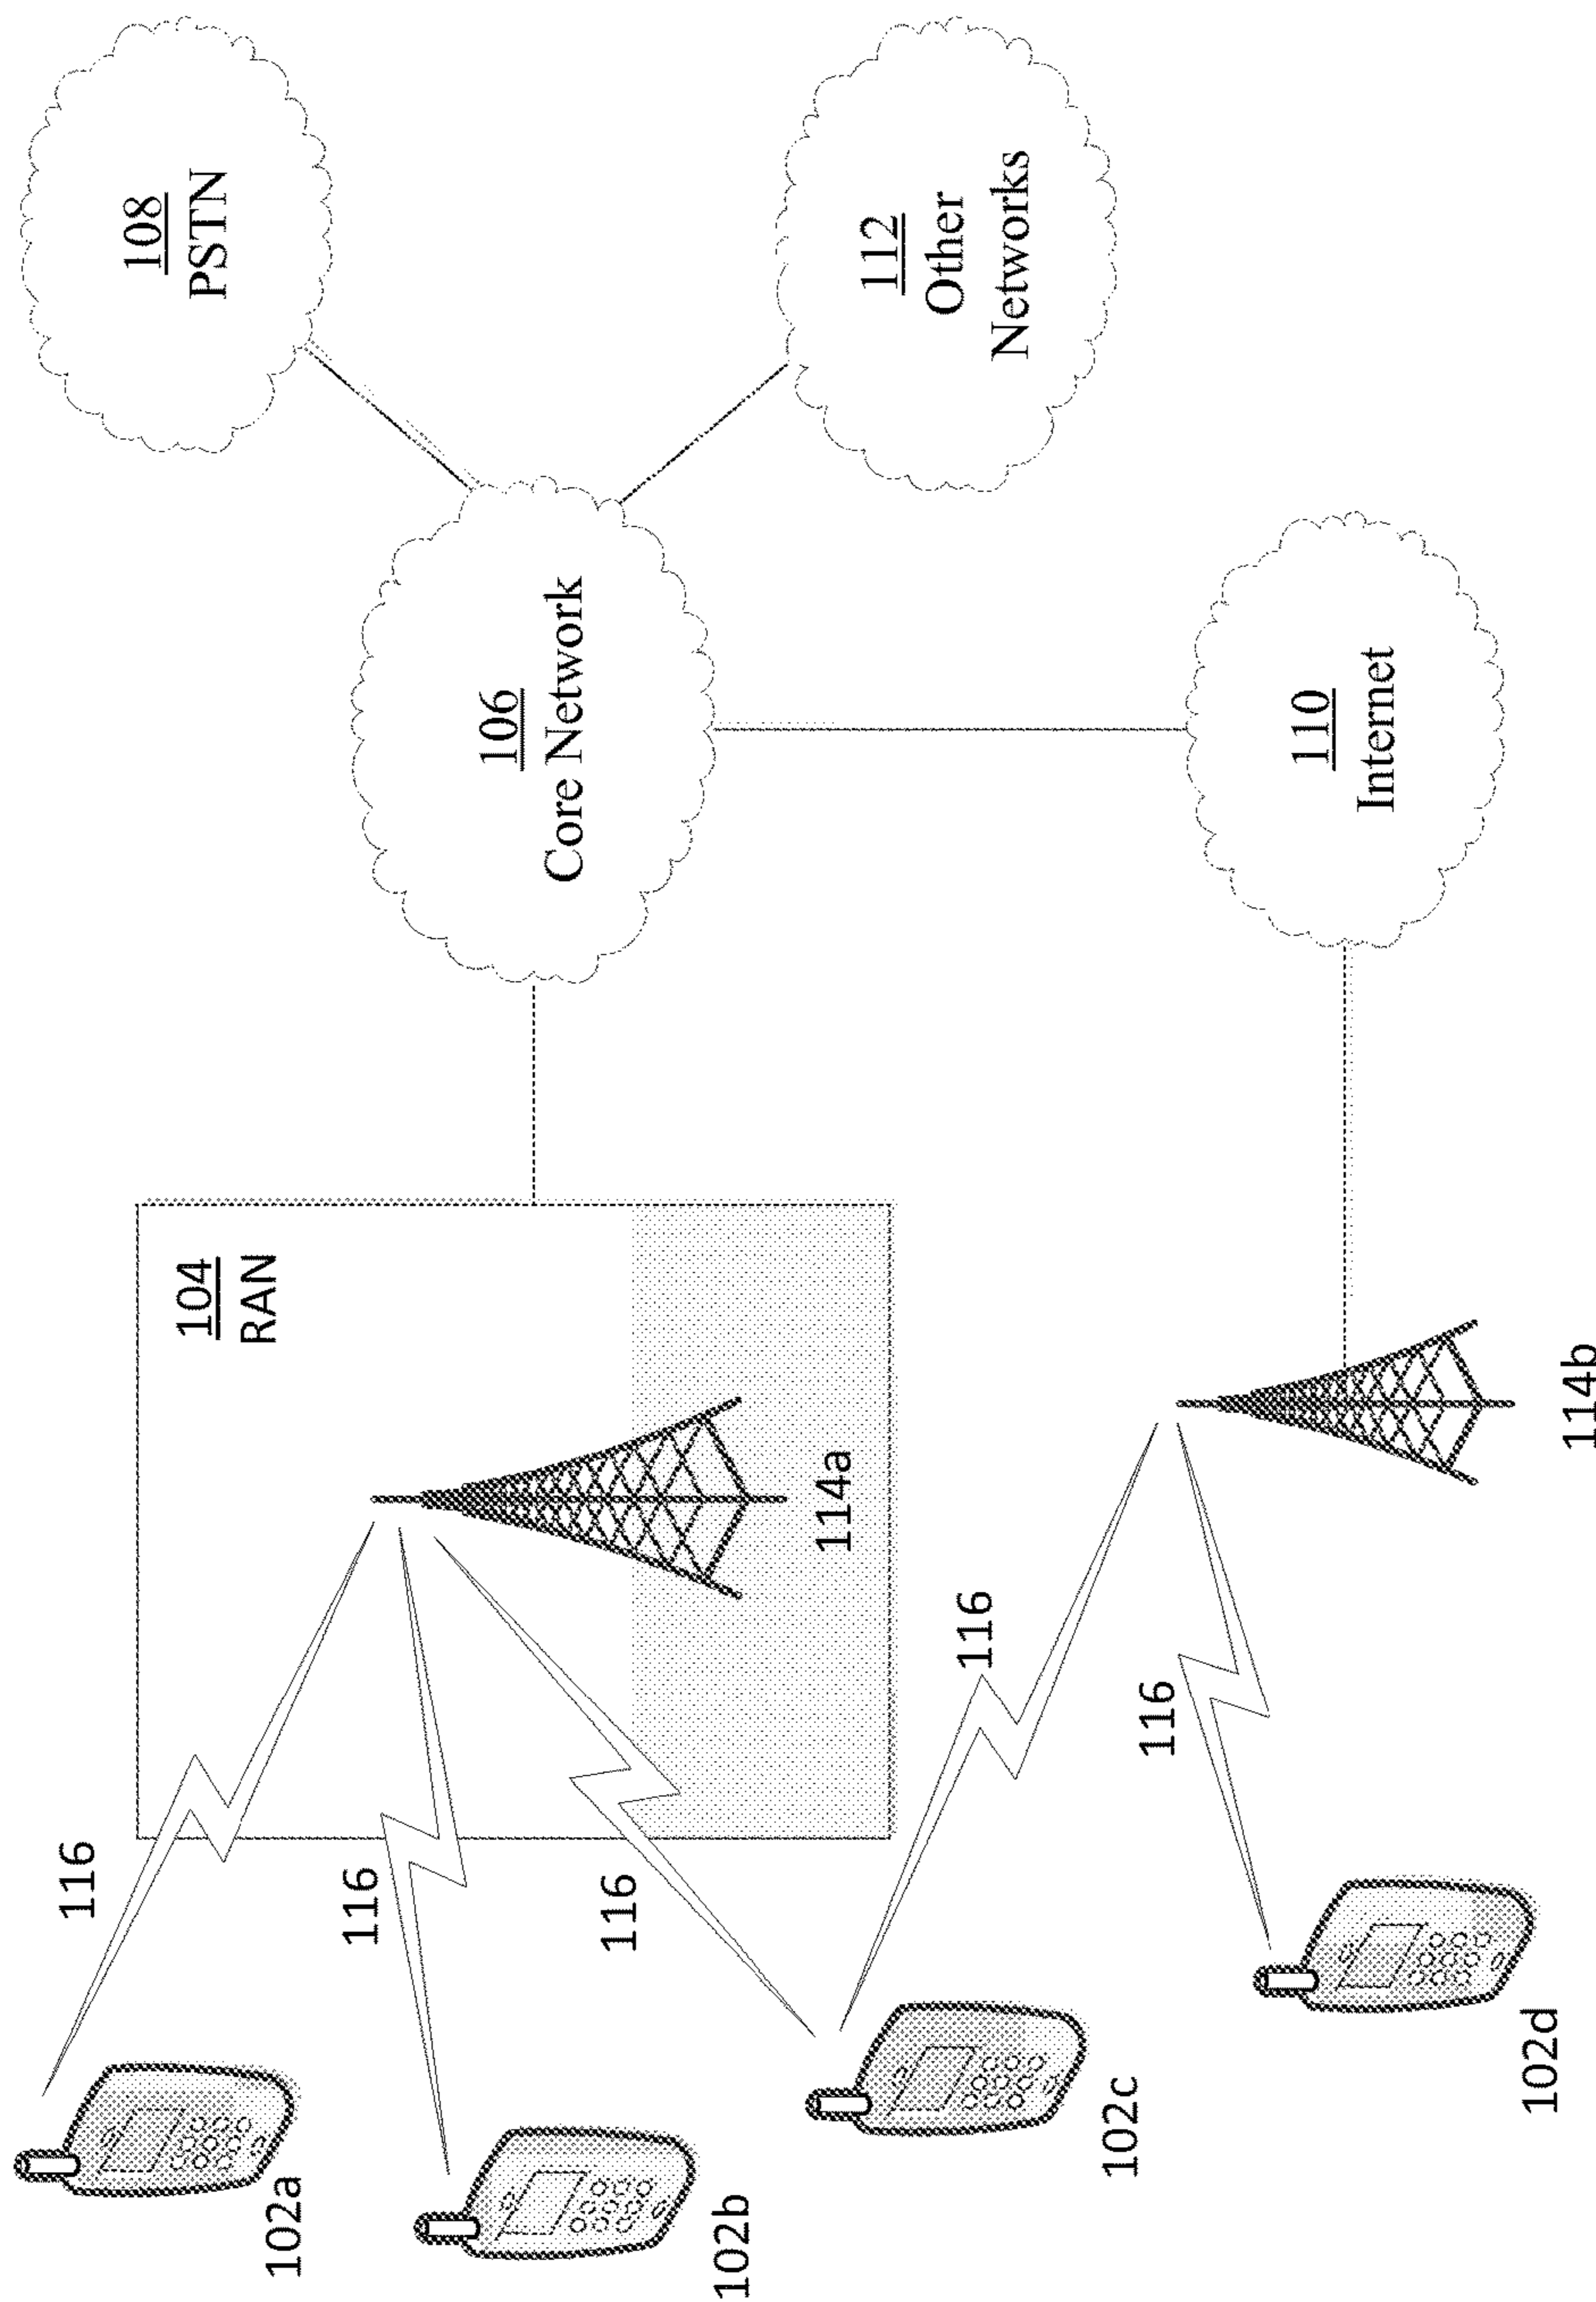 116
108
PSTN
104
RAN
102a
116
106
Core Network
116
102b
114a
112
Other
Networks
116
102c
116
110
Internet
102d
114b